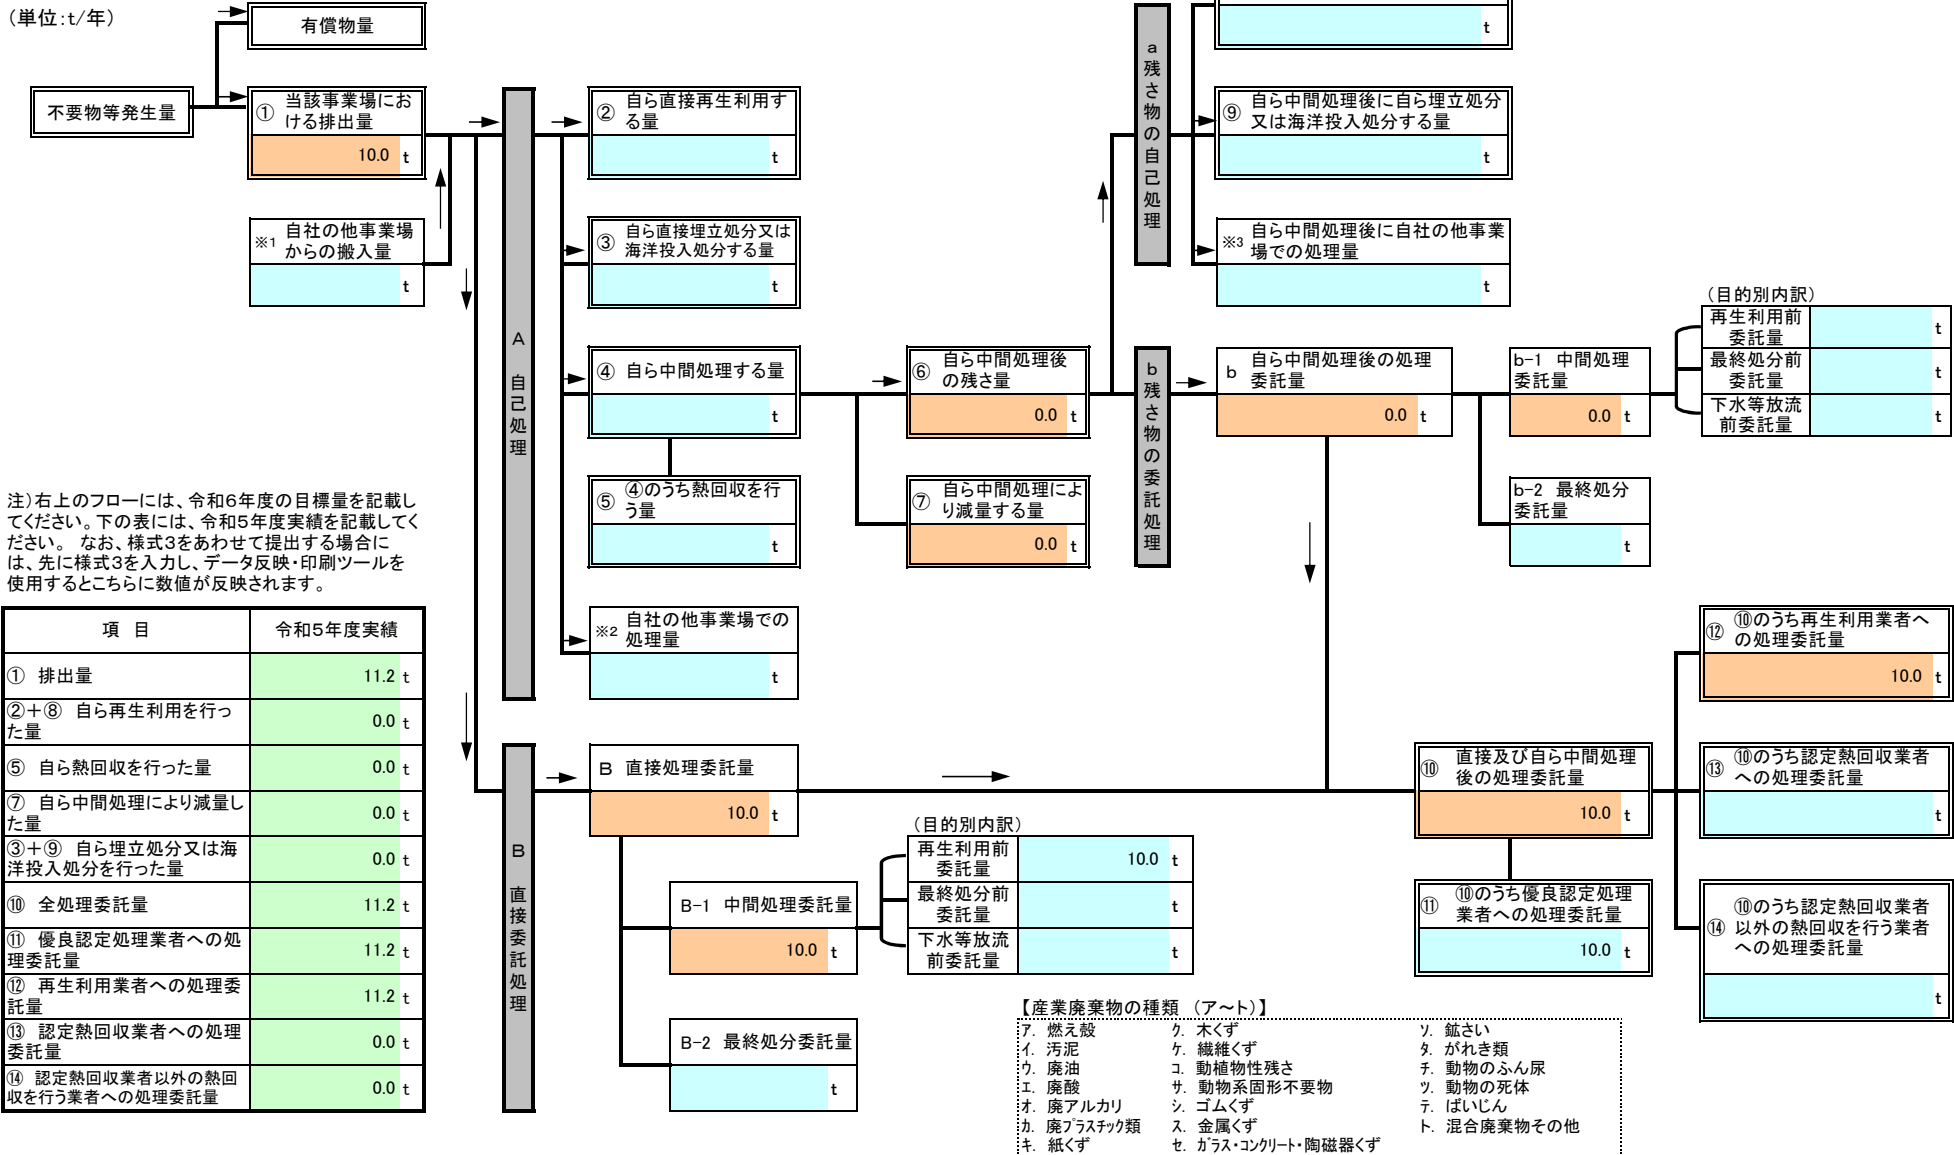 （単位：t/年）
有償物量
不要物等発生量
① 当該事業場にお
ける排出量
10.0 t
※1 自社の他事業場
からの搬入量
t
A 自己処理
② 自ら直接再生利用す
る量
t
③ 自ら直接埋立処分又は
海洋投入処分する量
t
④ 自ら中間処理する量
t
⑤ ④のうち熱回収を行
う量
t
※2 自社の他事業場での
処理量
t
⑥ 自ら中間処理後
の残さ量
0.0 t
⑦ 自ら中間処理によ
り減量する量
0.0 t
a 残さ物の自己処理
t
⑨ 自ら中間処理後に自ら埋立処分
又は海洋投入処分する量
t
※3 自ら中間処理後に自社の他事業
場での処理量
t
b 残さ物の委託処理
b 自ら中間処理後の処理
委託量
0.0 t
b-1 中間処理
委託量
0.0 t
（目的別内訳）
再生利用前
委託量
t
最終処分前
委託量
t
下水等放流
前委託量
t
b-2 最終処分
委託量
t
注）右上のフローには、令和６年度の目標量を記載し
てください。下の表には、令和５年度実績を記載してく
ださい。 なお、様式３をあわせて提出する場合に
は、先に様式３を入力し、データ反映・印刷ツールを
使用するとこちらに数値が反映されます。
項 目 令和５年度実績
① 排出量 11.2 t
②＋⑧ 自ら再生利用を行っ
た量 0.0 t
⑤ 自ら熱回収を行った量 0.0 t
⑦ 自ら中間処理により減量し
た量 0.0 t
③＋⑨ 自ら埋立処分又は海
洋投入処分を行った量 0.0 t
⑩ 全処理委託量 11.2 t
⑪ 優良認定処理業者への処
理委託量 11.2 t
⑫ 再生利用業者への処理委
託量 11.2 t
⑬ 認定熱回収業者への処理
委託量 0.0 t
⑭ 認定熱回収業者以外の熱回
収を行う業者への処理委託量 0.0 t
B 直接委託処理
B 直接処理委託量
10.0 t
B-1 中間処理委託量
10.0 t
B-2 最終処分委託量
t
（目的別内訳）
再生利用前
委託量
10.0 t
最終処分前
委託量
t
下水等放流
前委託量
t
⑩ 直接及び自ら中間処理
後の処理委託量
10.0 t
⑪ ⑩のうち優良認定処理
業者への処理委託量
10.0 t
⑫ ⑩のうち再生利用業者へ
の処理委託量
10.0 t
⑬ ⑩のうち認定熱回収業者
への処理委託量
t
⑭ ⑩のうち認定熱回収業者
以外の熱回収を行う業者
への処理委託量
t
【産業廃棄物の種類 （ア～ト）】
ア. 燃え殻 ク. 木くず ソ. 鉱さい
イ. 汚泥 ケ. 繊維くず タ. がれき類
ウ. 廃油 コ. 動植物性残さ チ. 動物のふん尿
エ. 廃酸 サ. 動物系固形不要物 ツ. 動物の死体
オ. 廃アルカリ シ. ゴムくず テ. ばいじん
カ. 廃プラスチック類 ス. 金属くず ト. 混合廃棄物その他
キ. 紙くず セ. ガラス・コンクリート・陶磁器くず